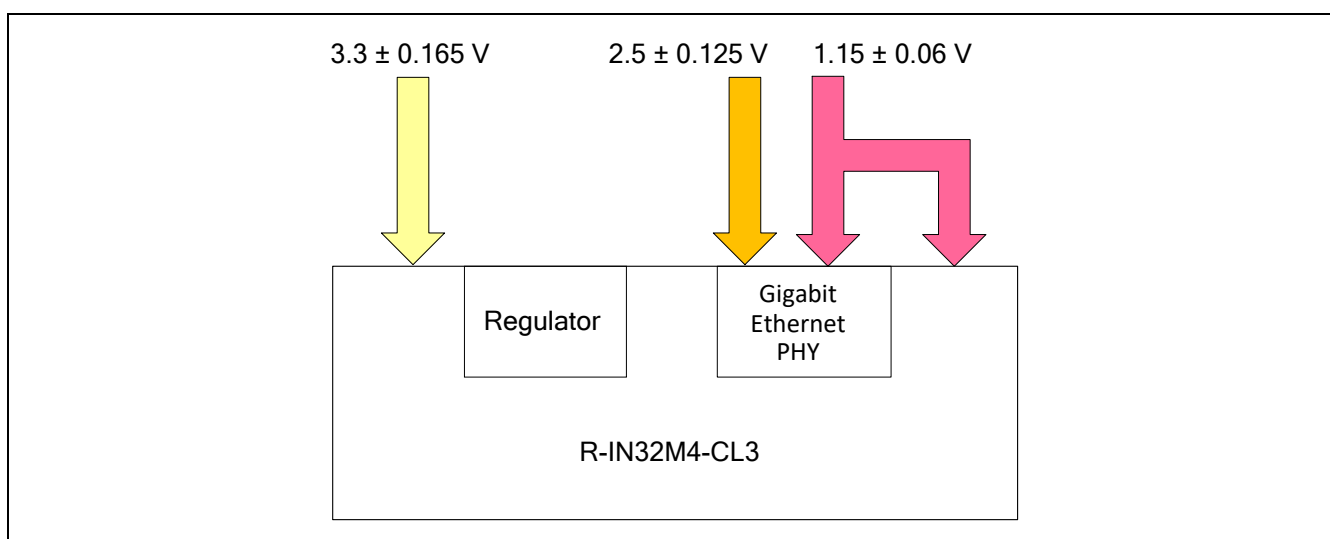 3.3 ± 0.165 V 2.5 ± 0.125 V 1.15 ± 0.06 V
Regulator
Gigabit
Ethernet
PHY
R-IN32M4-CL3